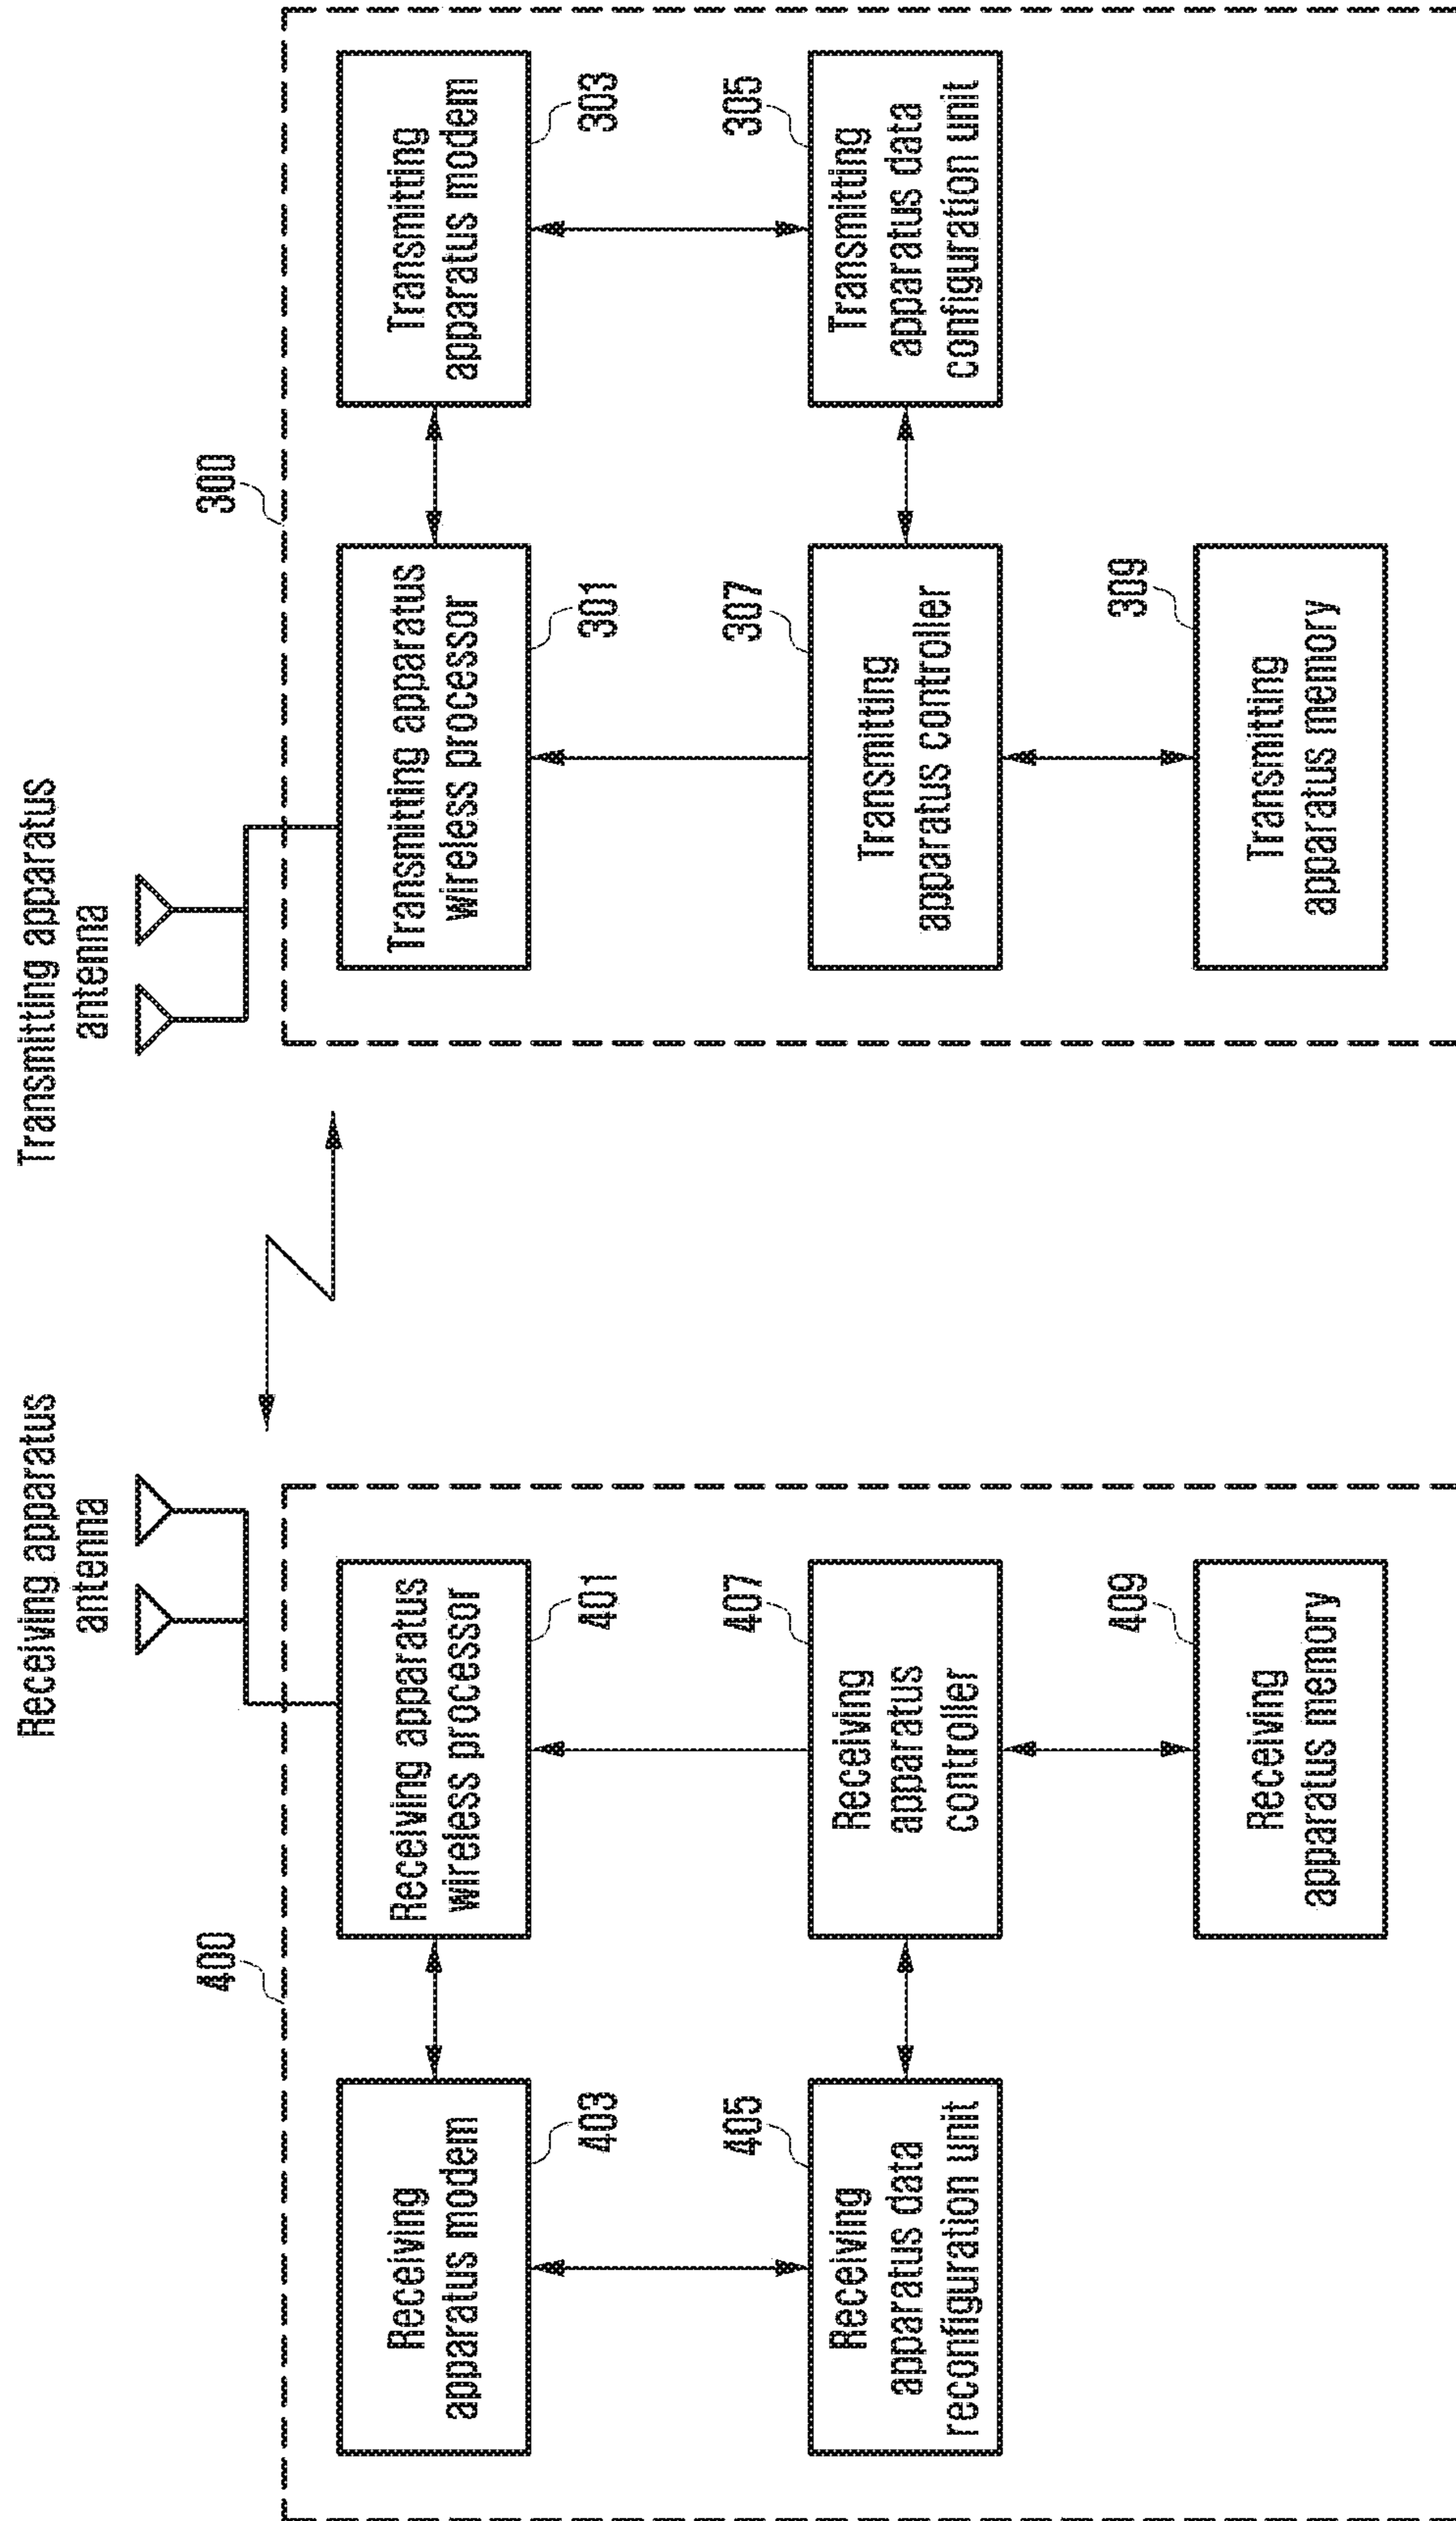 Receiving apparatus
antenna
Transmitting apparatus
antenna
400
300
Receiving
apparatus modem
403
Receiving apparatus
wireless processor
401
Transmitting apparatus
wireless processor
301
Transmitting
apparatus modem
303
Receiving
apparatus data
reconfiguration unit
405
Receiving
apparatus
controller
407
Transmitting
apparatus controller
307
Transmitting
apparatus data
configuration unit
305
Receiving
apparatus memory
409
Transmitting
apparatus memory
309